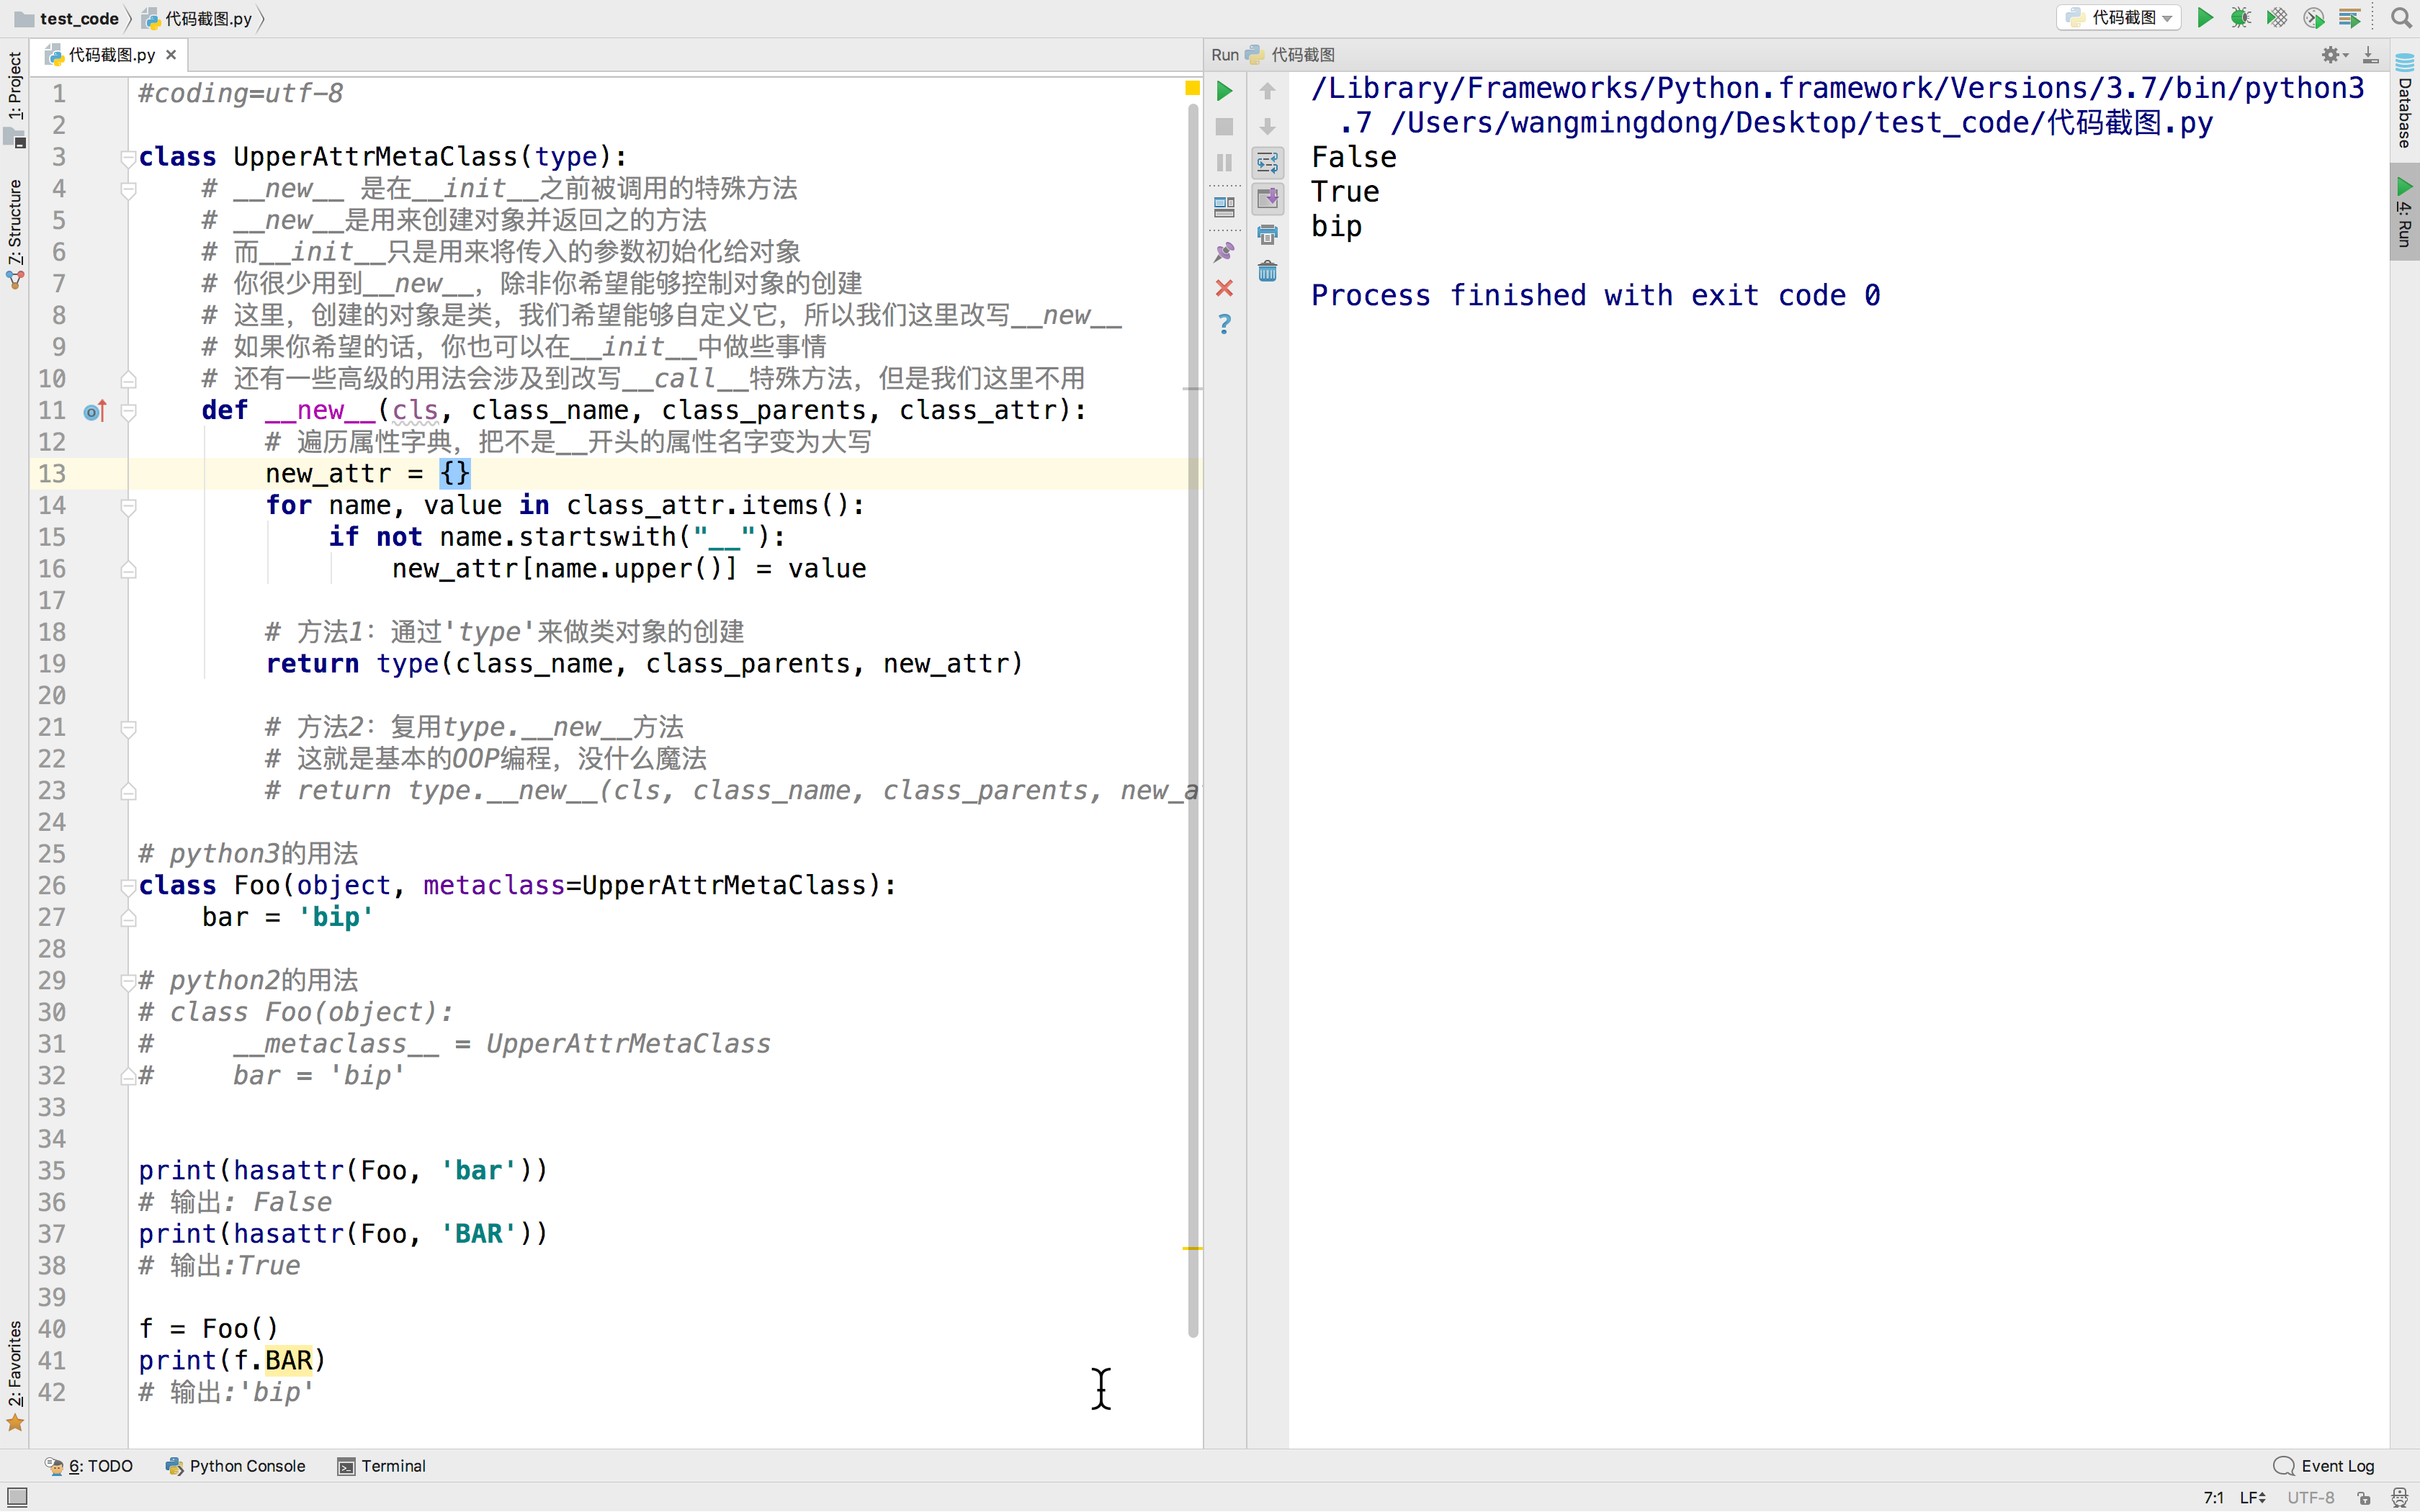 test_code
代码截图.py
代码截图
代码截图.py
Run 代码截图
1: Project
7: Structure
2: Favorites
Database
4: Run
1 #coding=utf-8
2
3 class UpperAttrMetaClass(type):
4 # __new__ 是在__init__之前被调用的特殊方法
5 # __new__是用来创建对象并返回之的方法
6 # 而__init__只是用来将传入的参数初始化给对象
7 # 你很少用到__new__，除非你希望能够控制对象的创建
8 # 这里，创建的对象是类，我们希望能够自定义它，所以我们这里改写__new__
9 # 如果你希望的话，你也可以在__init__中做些事情
10 # 还有一些高级的用法会涉及到改写__call__特殊方法，但是我们这里不用
11 def __new__(cls, class_name, class_parents, class_attr):
12 # 遍历属性字典，把不是__开头的属性名字变为大写
13 new_attr = {}
14 for name, value in class_attr.items():
15 if not name.startswith("__"):
16 new_attr[name.upper()] = value
17
18 # 方法1：通过'type'来做类对象的创建
19 return type(class_name, class_parents, new_attr)
20
21 # 方法2：复用type.__new__方法
22 # 这就是基本的OOP编程，没什么魔法
23 # return type.__new__(cls, class_name, class_parents, new_a
24
25 # python3的用法
26 class Foo(object, metaclass=UpperAttrMetaClass):
27 bar = 'bip'
28
29 # python2的用法
30 # class Foo(object):
31 # __metaclass__ = UpperAttrMetaClass
32 # bar = 'bip'
33
34
35 print(hasattr(Foo, 'bar'))
36 # 输出: False
37 print(hasattr(Foo, 'BAR'))
38 # 输出:True
39
40 f = Foo()
41 print(f.BAR)
42 # 输出:'bip'
/Library/Frameworks/Python.framework/Versions/3.7/bin/python3
.7 /Users/wangmingdong/Desktop/test_code/代码截图.py
False
True
bip
Process finished with exit code 0
6: TODO
Python Console
Terminal
Event Log
7:1
LF
UTF-8